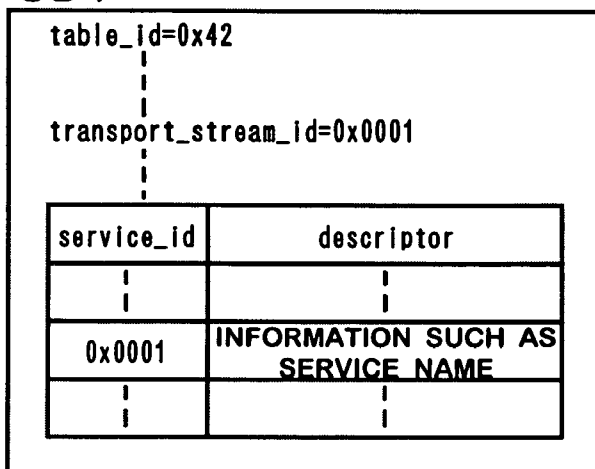 table_id=0x42
transport_stream_id=0x0001
service_id descriptor
0x0001 INFORMATION SUCH AS
SERVICE NAME